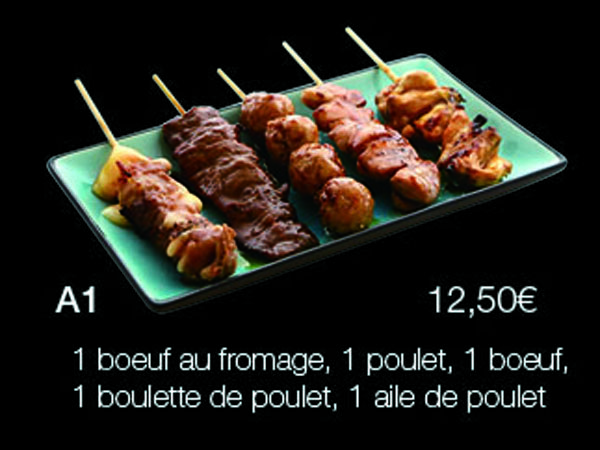 A1 12,50€
1 boeuf au fromage, 1 poulet, 1 boeuf,
1 boulette de poulet, 1 aile de poulet